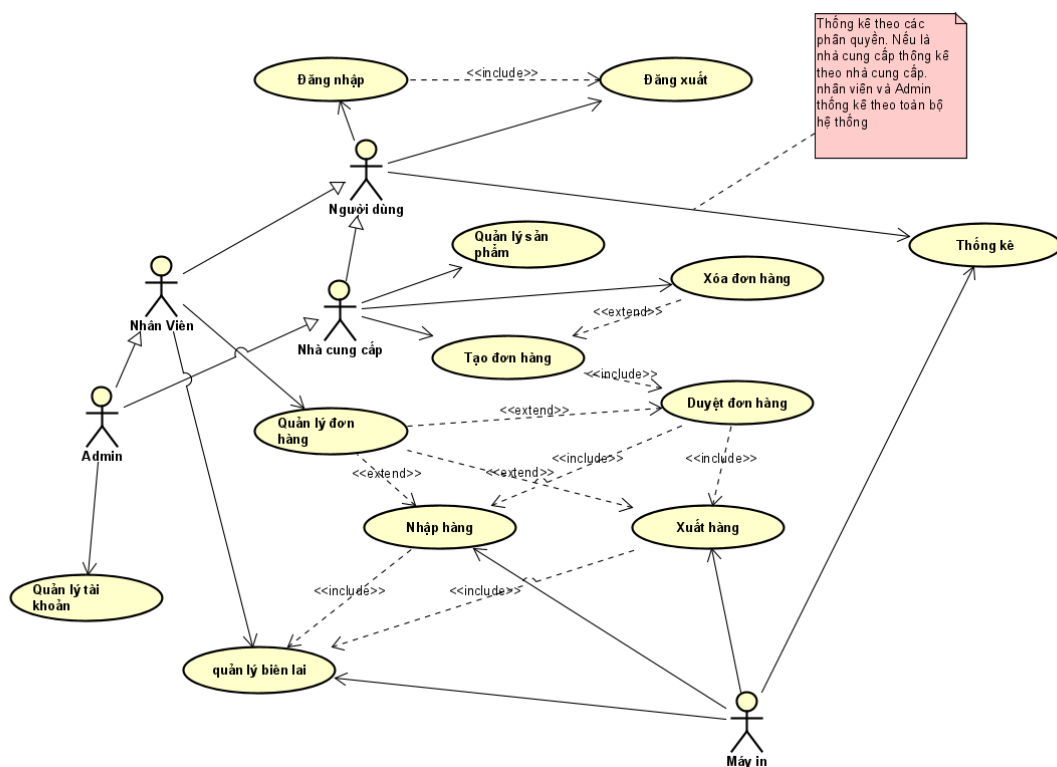 Thống kê theo các
phân quyền. Nếu là
nhà cung cấp thống kê
theo nhà cung cấp.
nhân viên và Admin
thống kê theo toàn bộ
hệ thống
Đăng nhập
<<include>>
Đăng xuất
Người dùng
Quản lý sản
phẩm
Thống kê
Xóa đơn hàng
Nhân Viên
Nhà cung cấp
<<extend>>
Tạo đơn hàng
<<include>>
Duyệt đơn hàng
<<extend>>
Quản lý đơn
hàng
Admin
<<include>>
<<include>>
<<extend>>
<<extend>>
Nhập hàng
Xuất hàng
Quản lý tài
khoản
<<include>>
<<include>>
quản lý biên lai
Máy in